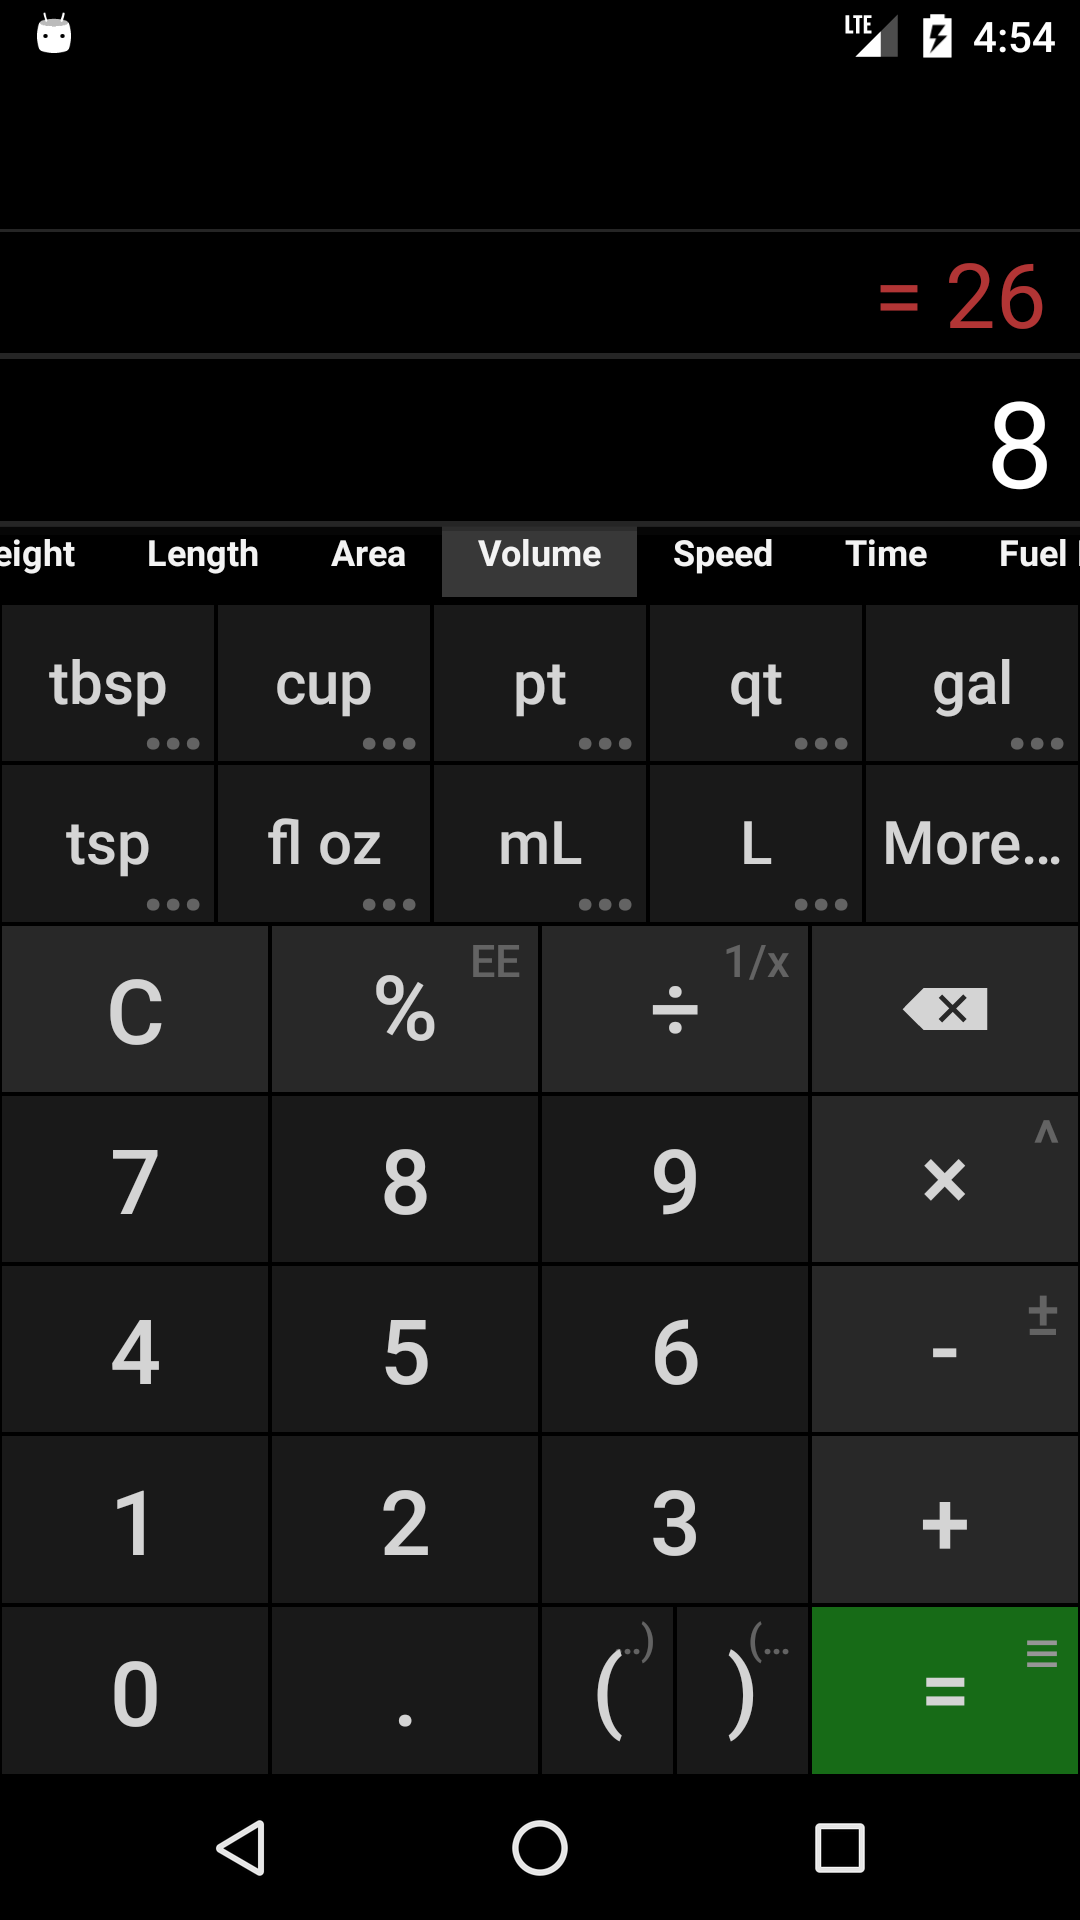 LTE 4:54
= 26
8
eight Length Area Volume Speed Time Fuel
tbsp cup pt qt gal
tsp fl oz mL L More...
C % EE ÷ 1/x
7 8 9 × ^
4 5 6 - ±
1 2 3 +
0 . ( ..) ) (... =